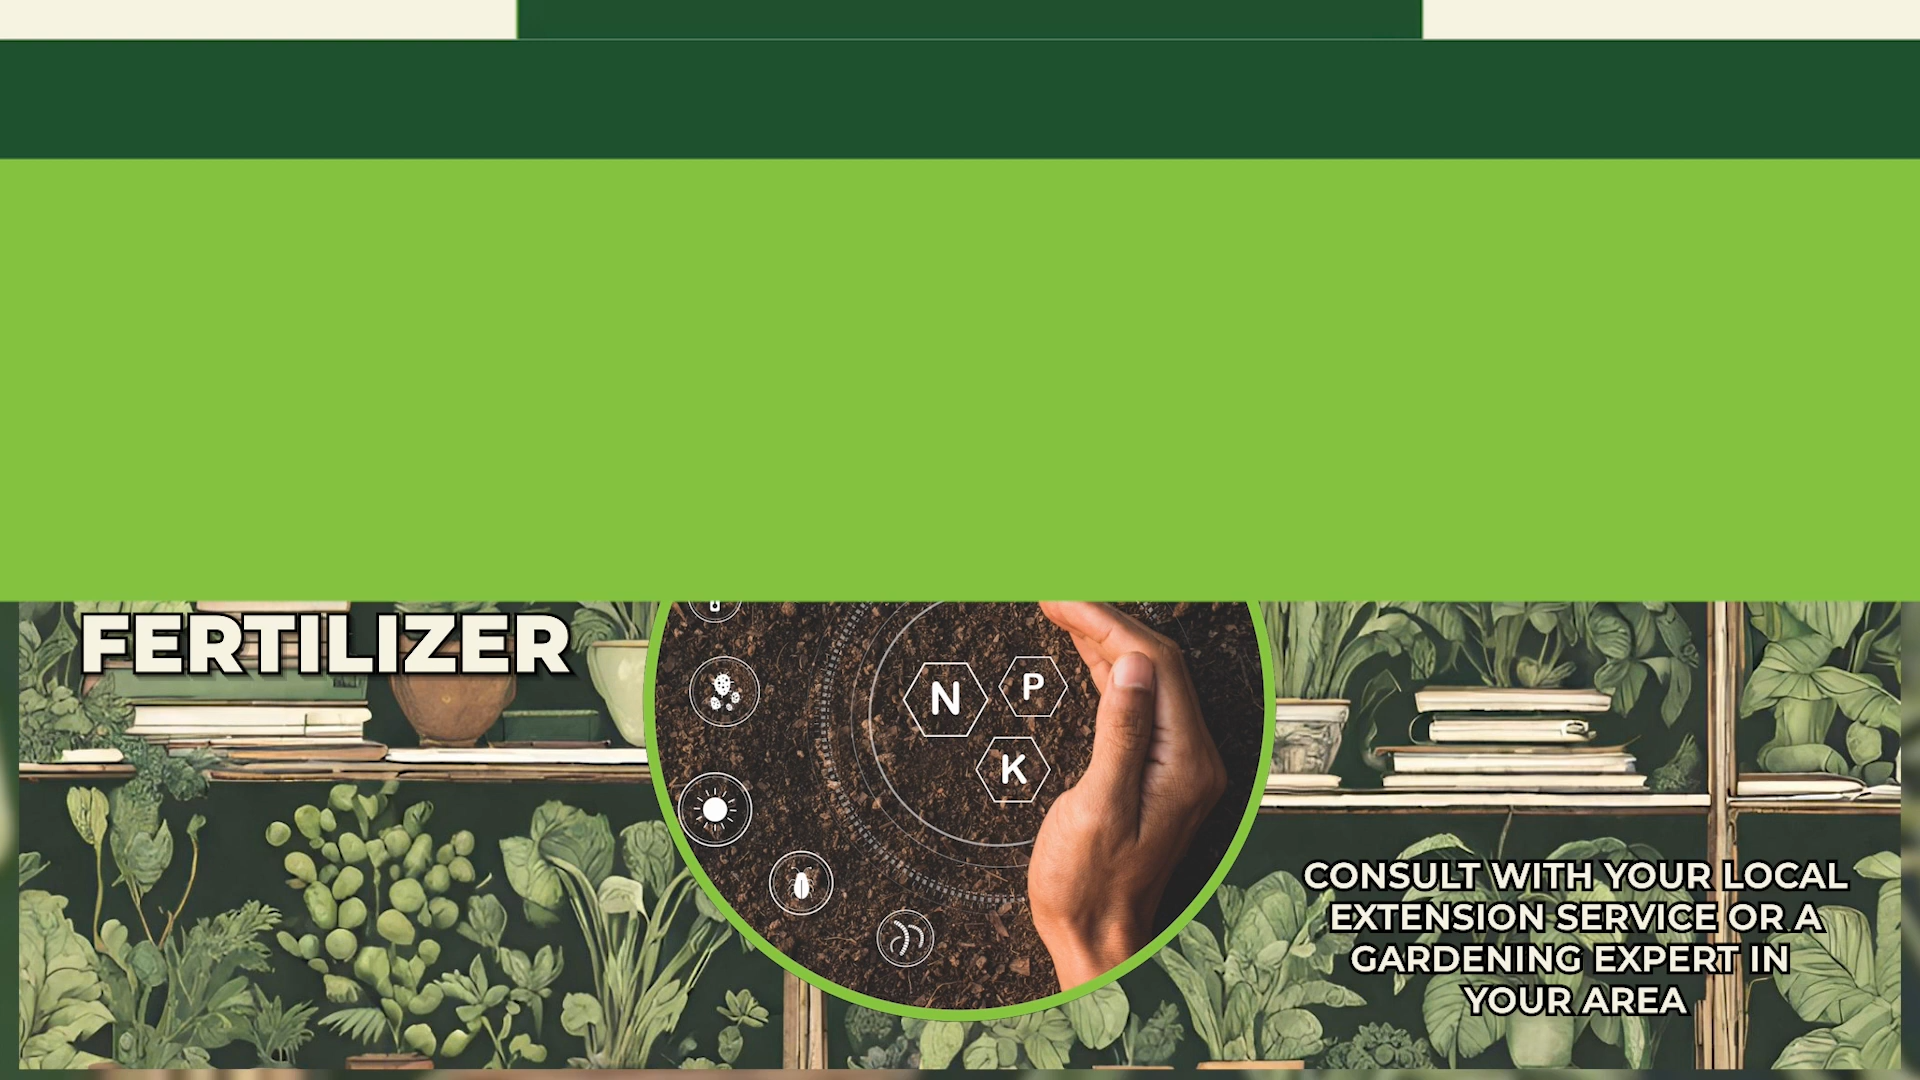 FERTILIZER
N
P
K
CONSULT WITH YOUR LOCAL
EXTENSION SERVICE OR A
GARDENING EXPERT IN
YOUR AREA